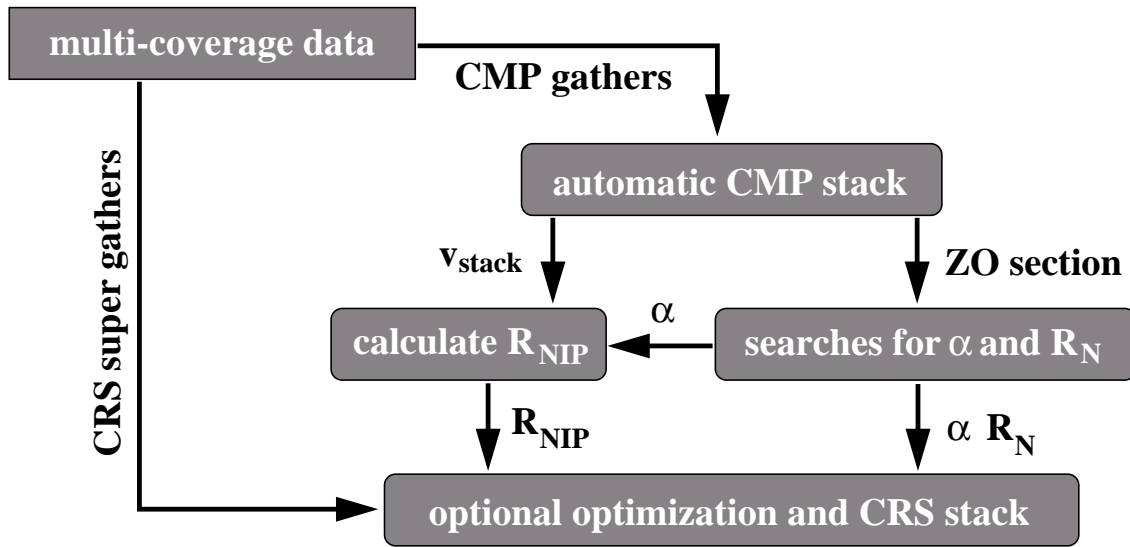 multi-coverage data
CMP gathers
CRS super gathers
automatic CMP stack
v_stack
ZO section
calculate R_NIP
α
searches for α and R_N
R_NIP
α R_N
optional optimization and CRS stack